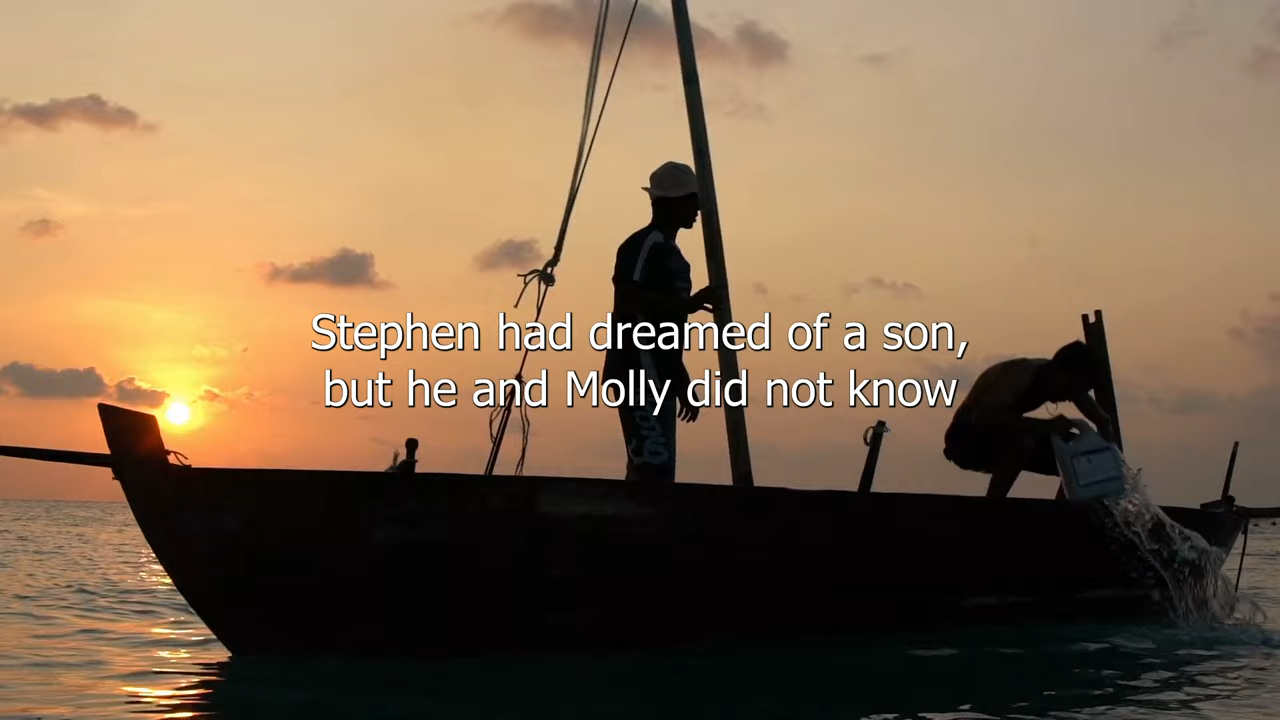 Stephen had dreamed of a son,
but he and Molly did not know